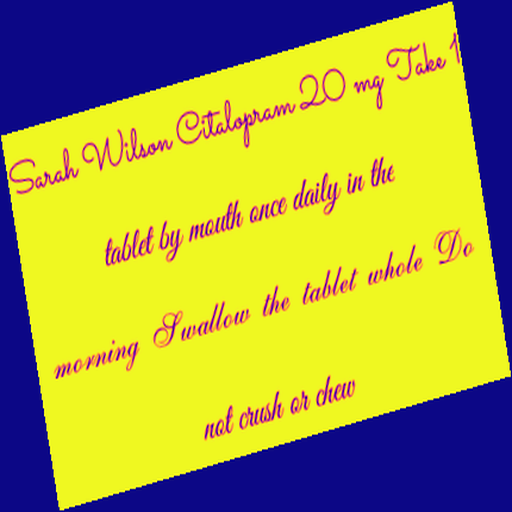 Sarah Wilson Citalopram 20 mg Take 1
tablet by mouth once daily in the
morning Swallow the tablet whole Do
not crush or chew